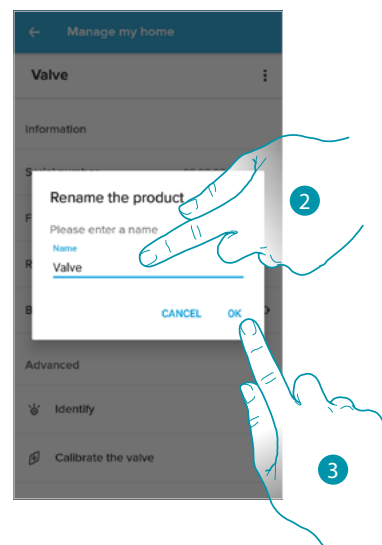 Manage my home
Valve
Information
Rename the product
Please enter a name
Name
Valve
CANCEL OK
Advanced
Identify
Calibrate the valve
2
3